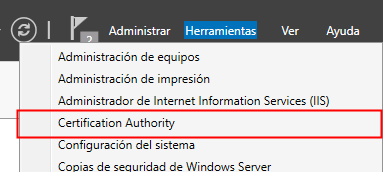 2 Administrar Herramientas Ver Ayuda
Administración de equipos
Administración de impresión
Administrador de Internet Information Services (IIS)
Certification Authority
Configuración del sistema
Copias de seguridad de Windows Server